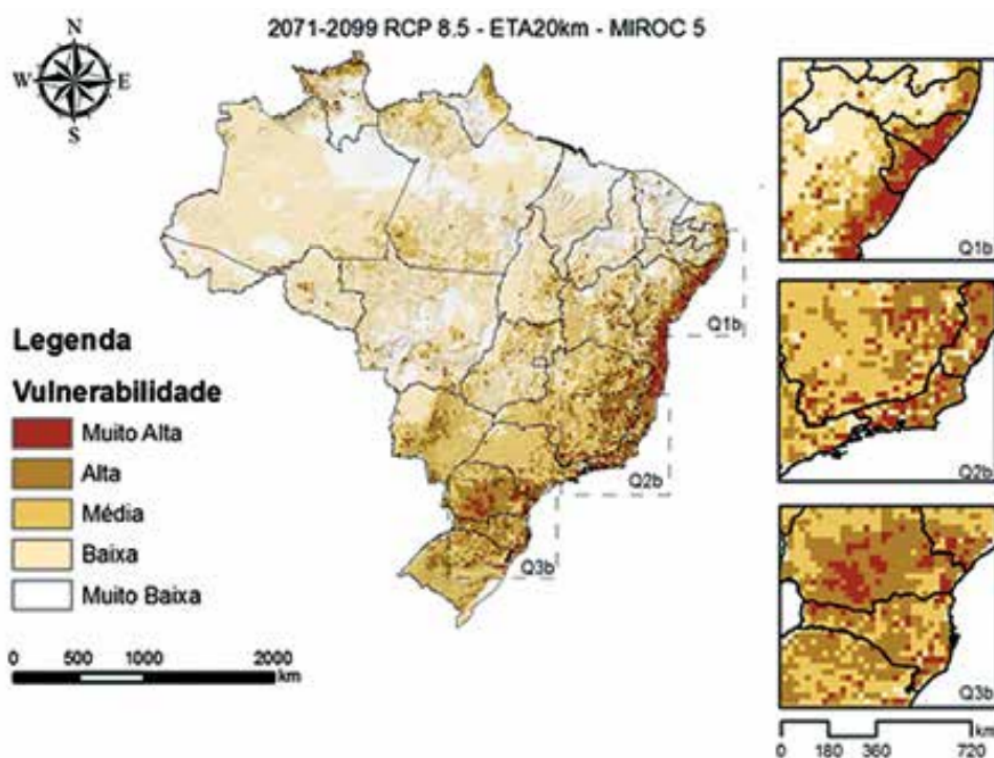 2071-2099 RCP 8.5 - ETA20km - MIROC 5
N
W E
S
Q1b
Q2b
Q3b
Legenda
Vulnerabilidade
Muito Alta
Alta
Média
Baixa
Muito Baixa
0 500 1000 2000
km
Q1b
Q2b
Q3b
km
0 180 360 720